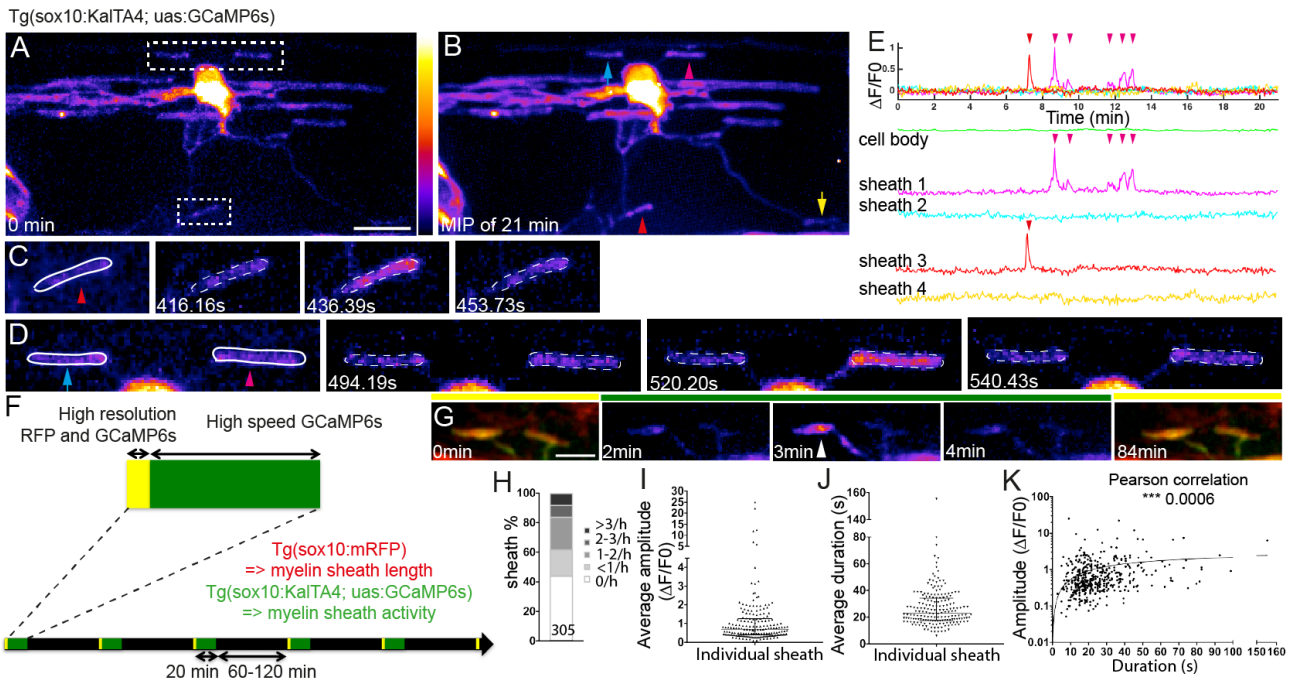 Tg(sox10:KalTA4; uas:GCaMP6s)
A
0 min
B
MIP of 21 min
C
416.16s
436.39s
453.73s
D
494.19s
520.20s
540.43s
E
ΔF/F0
1
0.5
0
0 2 4 6 8 10 12 14 16 18 20
Time (min)
cell body
sheath 1
sheath 2
sheath 3
sheath 4
F
High resolution
RFP and GCaMP6s
High speed GCaMP6s
Tg(sox10:mRFP)
=> myelin sheath length
Tg(sox10:KalTA4; uas:GCaMP6s)
=> myelin sheath activity
20 min 60-120 min
G
0min
2min
3min
4min
84min
H
sheath %
100
80
60
40
20
0
305
>3/h
2-3/h
1-2/h
<1/h
0/h
I
Average amplitude
(ΔF/F0)
30
25
20
15
10
5
4
3
2
1
0
Individual sheath
J
Average duration (s)
160
140
80
60
40
20
0
Individual sheath
K
Pearson correlation
*** 0.0006
Amplitude (ΔF/F0)
100
10
1
0.1
0.01
0 10 20 30 40 50 60 70 80 90 100 150 160
Duration (s)